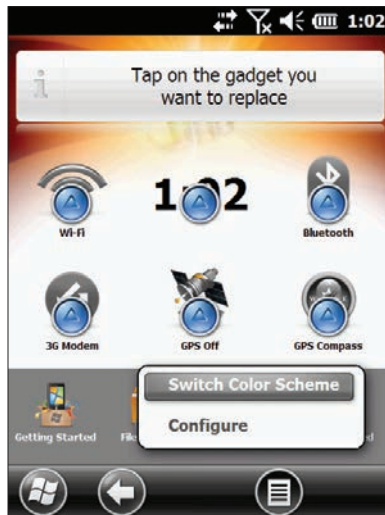 1:02
Tap on the gadget you
want to replace
1:02
Wi-Fi
Bluetooth
3G Modem
GPS Off
GPS Compass
Switch Color Scheme
Configure
Getting Started